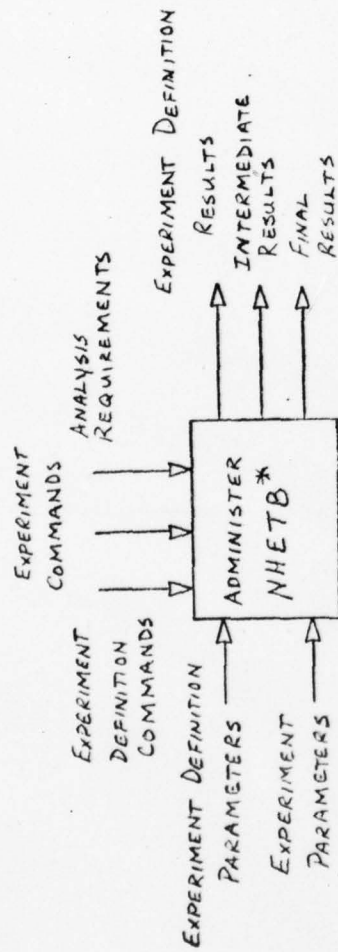 EXPERIMENT
COMMANDS
ANALYSIS
REQUIREMENTS
EXPERIMENT
DEFINITION
COMMANDS
EXPERIMENT DEFINITION
PARAMETERS
EXPERIMENT
PARAMETERS
ADMINISTER
NHETB*
EXPERIMENT DEFINITION
RESULTS
INTERMEDIATE
RESULTS
FINAL
RESULTS